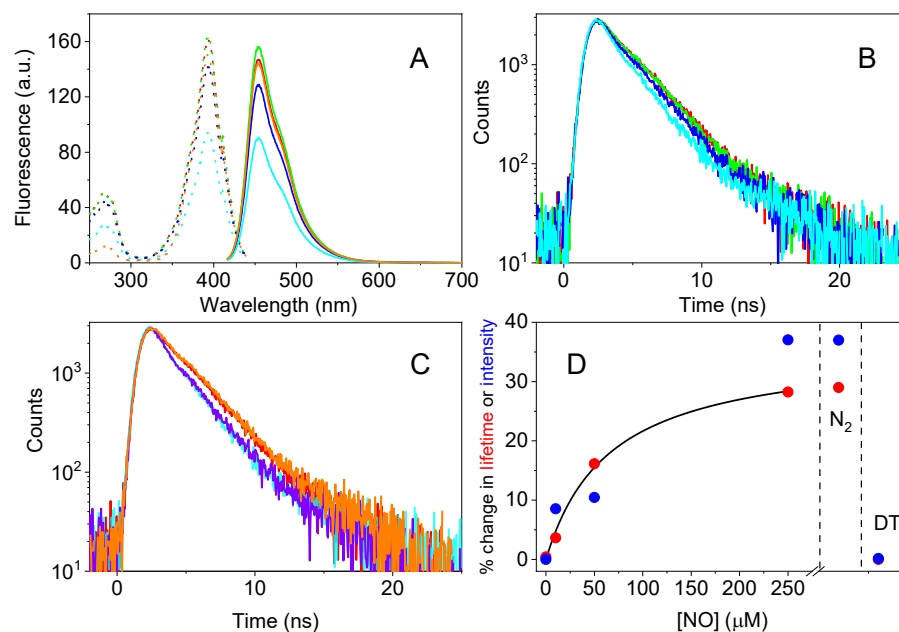 A
Fluorescence (a.u.)
160
120
80
40
0
300
400
500
600
700
Wavelength (nm)
B
Counts
10³
10²
10¹
0
10
20
Time (ns)
C
Counts
10³
10²
10¹
0
10
20
Time (ns)
D
% change in lifetime or intensity
40
30
20
10
0
N₂
DT
0
50
100
150
200
250
[NO] (μM)